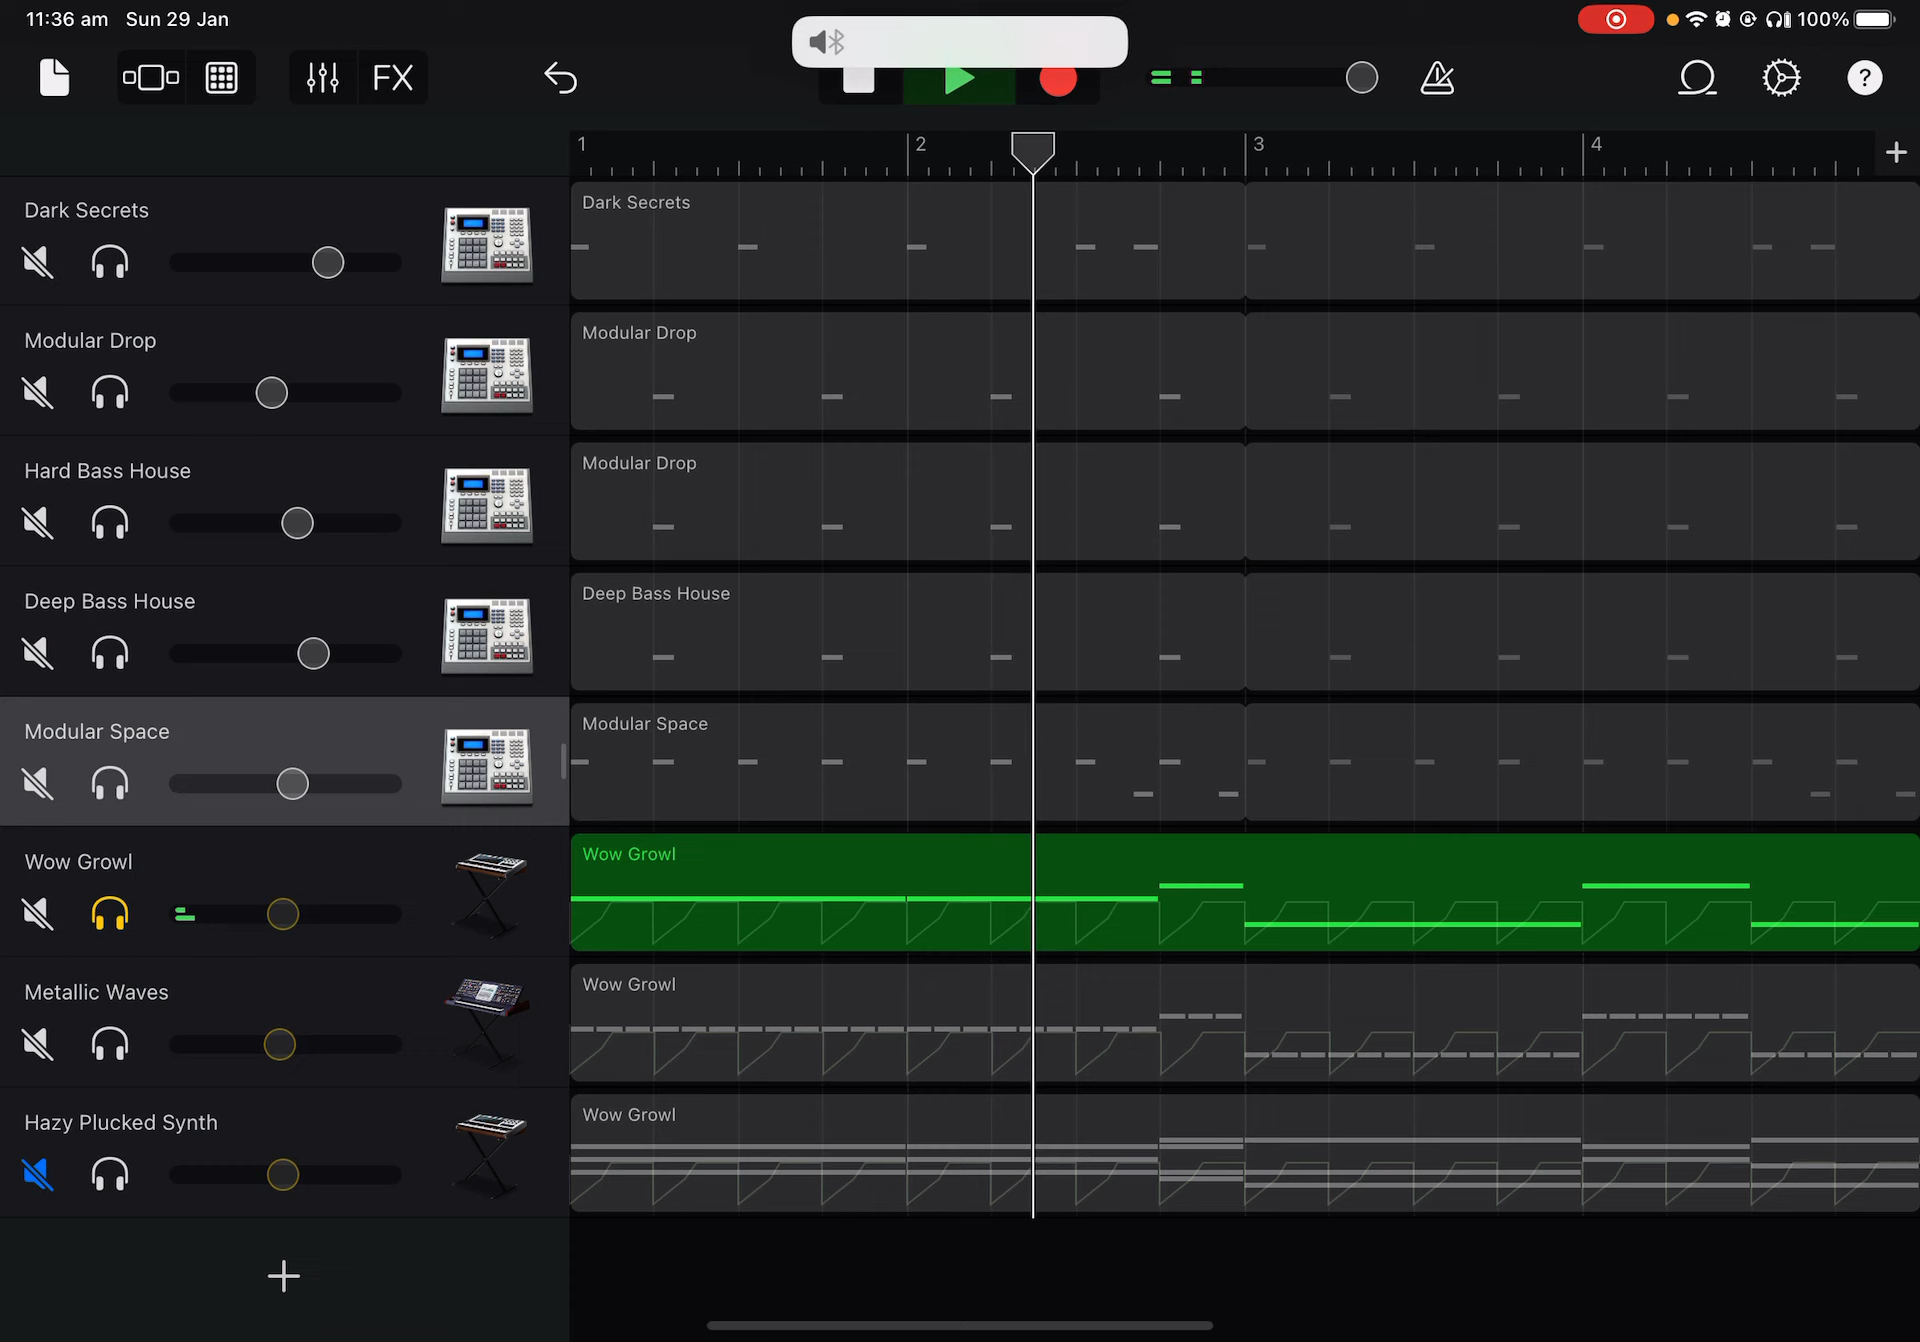 11:36 am Sun 29 Jan
100%
FX
?
1 2 3 4
Dark Secrets
Dark Secrets
Modular Drop
Modular Drop
Hard Bass House
Modular Drop
Deep Bass House
Deep Bass House
Modular Space
Modular Space
Wow Growl
Wow Growl
Metallic Waves
Wow Growl
Hazy Plucked Synth
Wow Growl